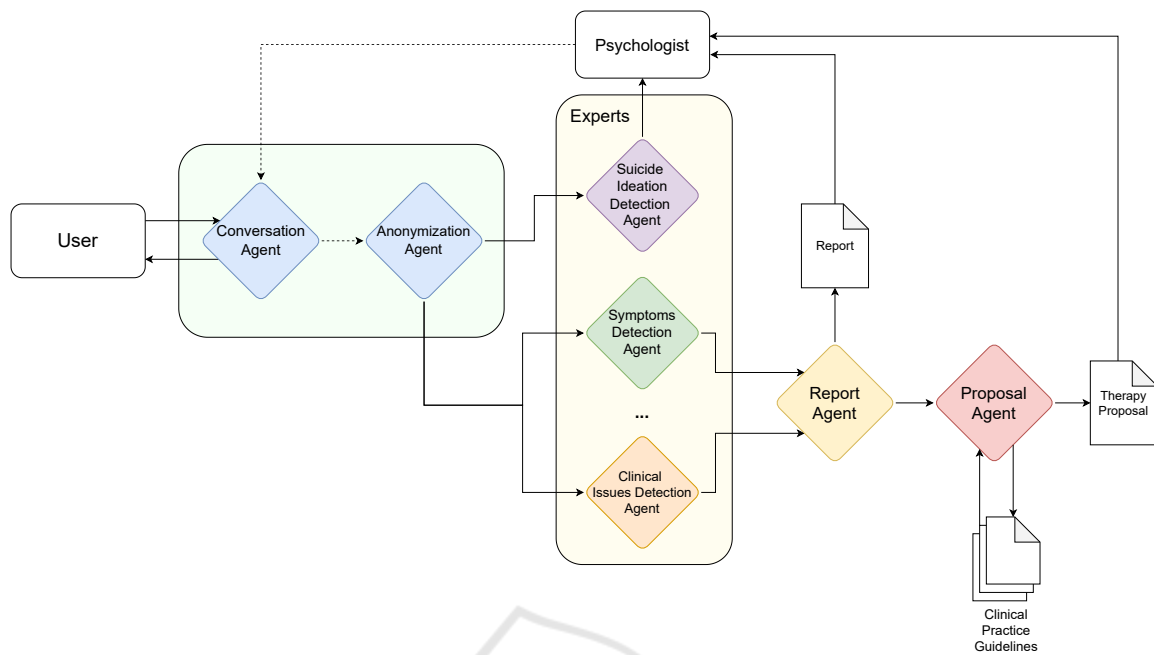 Psychologist
Experts
Suicide
Ideation
Detection
Agent
User
Conversation
Agent
Anonymization
Agent
Report
Symptoms
Detection
Agent
Report
Agent
Proposal
Agent
Therapy
Proposal
...
Clinical
Issues Detection
Agent
Clinical
Practice
Guidelines